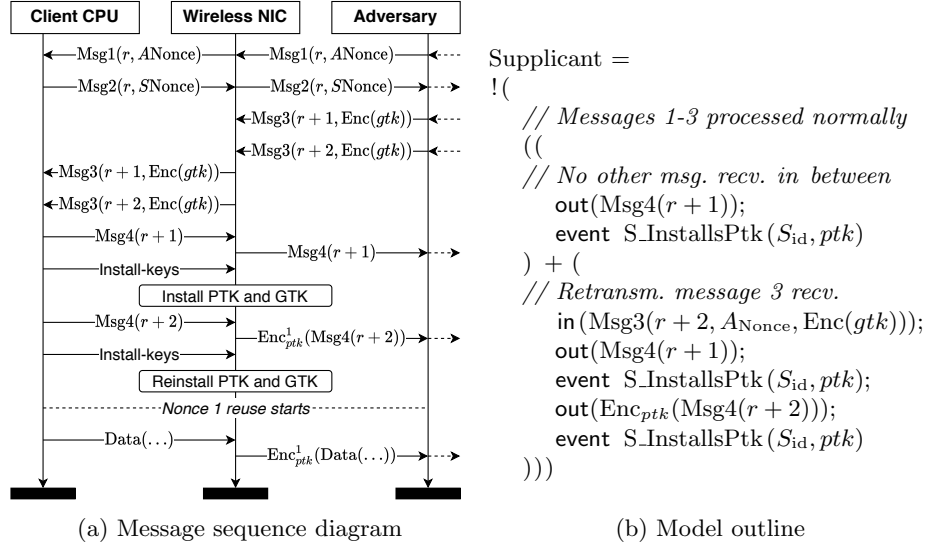 Client CPU Wireless NIC Adversary
Msg1(r, ANonce) Msg1(r, ANonce)
Msg2(r, SNonce) Msg2(r, SNonce)
Msg3(r + 1, Enc(gtk))
Msg3(r + 2, Enc(gtk))
Msg3(r + 1, Enc(gtk))
Msg3(r + 2, Enc(gtk))
Msg4(r + 1)
Msg4(r + 1)
Install-keys
Install PTK and GTK
Msg4(r + 2)
Enc¹ₚₜₖ(Msg4(r + 2))
Install-keys
Reinstall PTK and GTK
Nonce 1 reuse starts
Data(...)
Enc¹ₚₜₖ(Data(...))
(a) Message sequence diagram
Supplicant =
!(
// Messages 1-3 processed normally
((
// No other msg. recv. in between
out(Msg4(r + 1));
event S_InstallsPtk(S_id, ptk)
) + (
// Retransm. message 3 recv.
in(Msg3(r + 2, A_Nonce, Enc(gtk)));
out(Msg4(r + 1));
event S_InstallsPtk(S_id, ptk);
out(Enc_ptk(Msg4(r + 2)));
event S_InstallsPtk(S_id, ptk)
)))
(b) Model outline